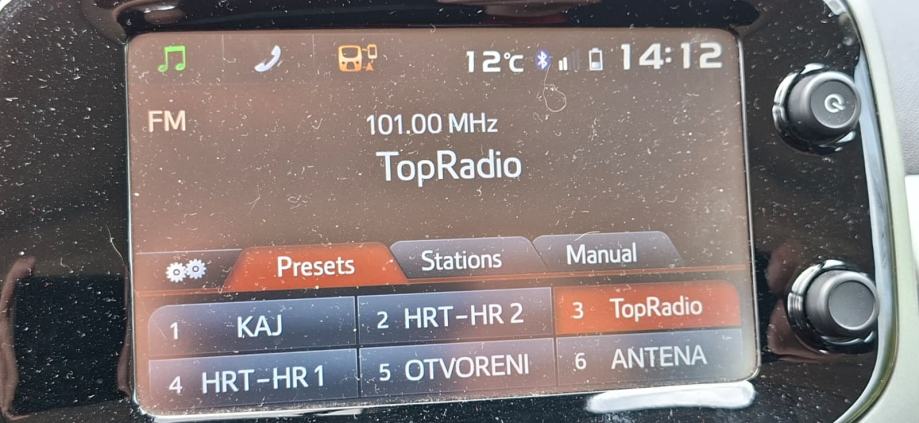 12°C 14:12
FM
101.00 MHz
TopRadio
Presets Stations Manual
1 KAJ 2 HRT-HR 2 3 TopRadio
4 HRT-HR 1 5 OTVORENI 6 ANTENA